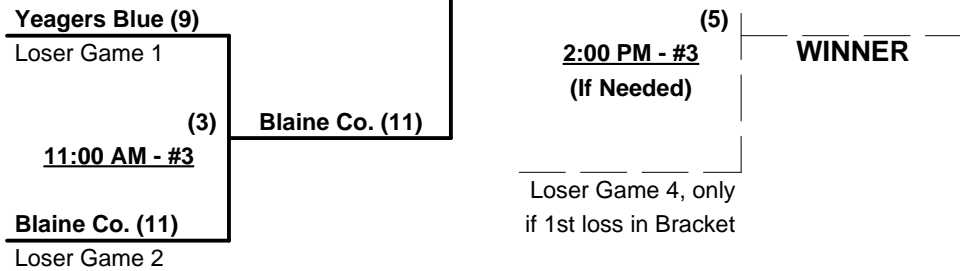 Yeagers Blue (9)
Loser Game 1
(3)
11:00 AM - #3
Blaine Co. (11)
Loser Game 2
Blaine Co. (11)
(5)
2:00 PM - #3
(If Needed)
WINNER
Loser Game 4, only
if 1st loss in Bracket